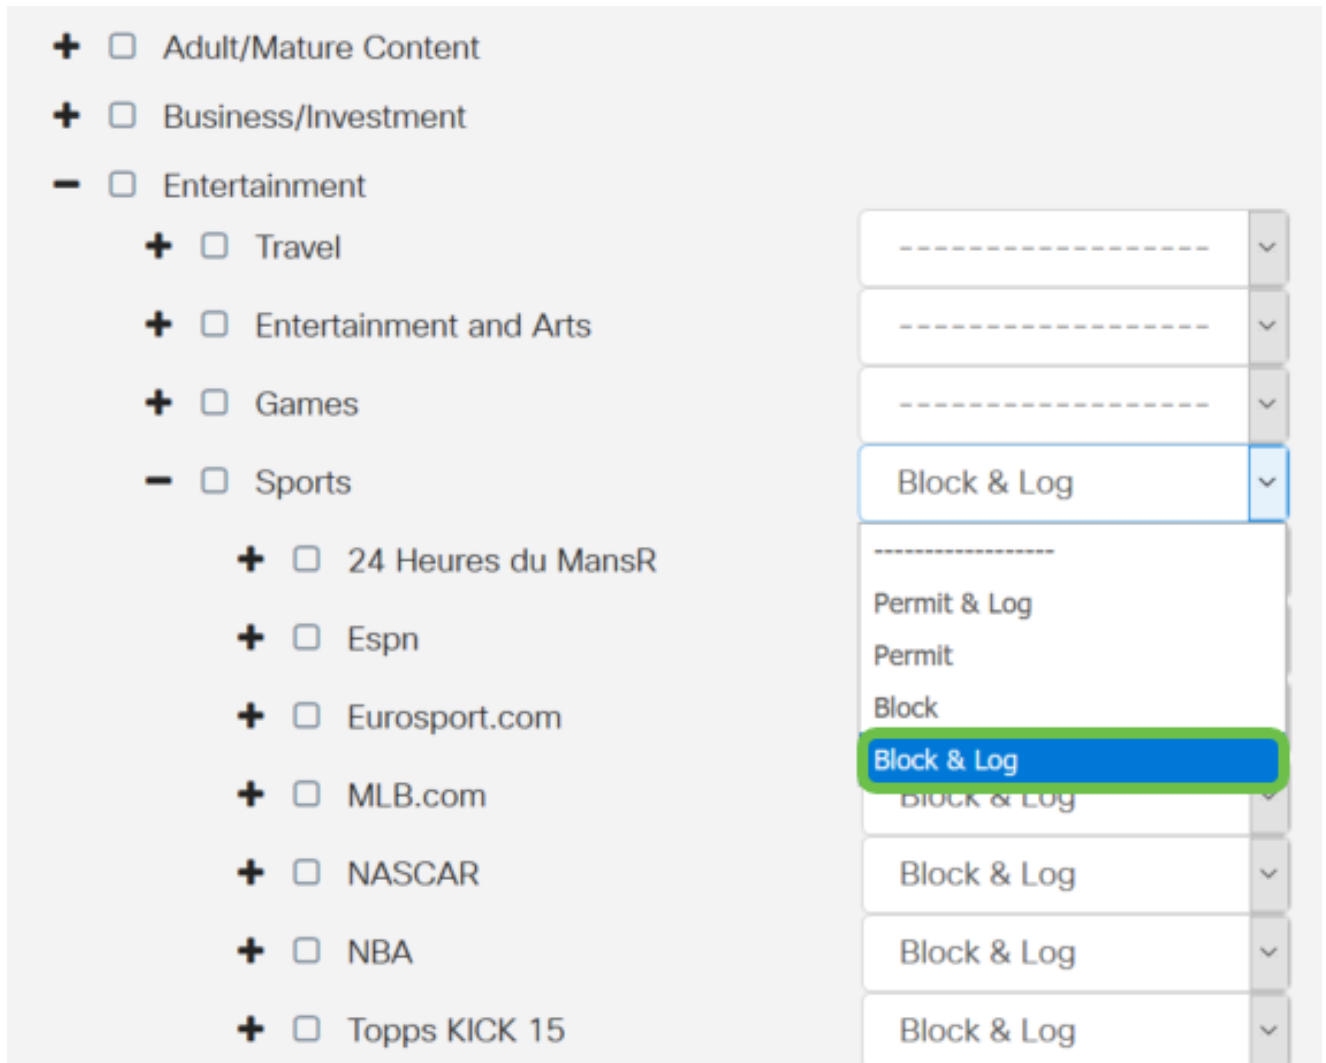 Adult/Mature Content
Business/Investment
Entertainment
Travel ------------------
Entertainment and Arts ------------------
Games ------------------
Sports Block & Log
------------------
24 Heures du MansR
Permit & Log
Espn
Permit
Eurosport.com
Block
Block & Log
MLB.com Block & Log
NASCAR Block & Log
NBA Block & Log
Topps KICK 15 Block & Log